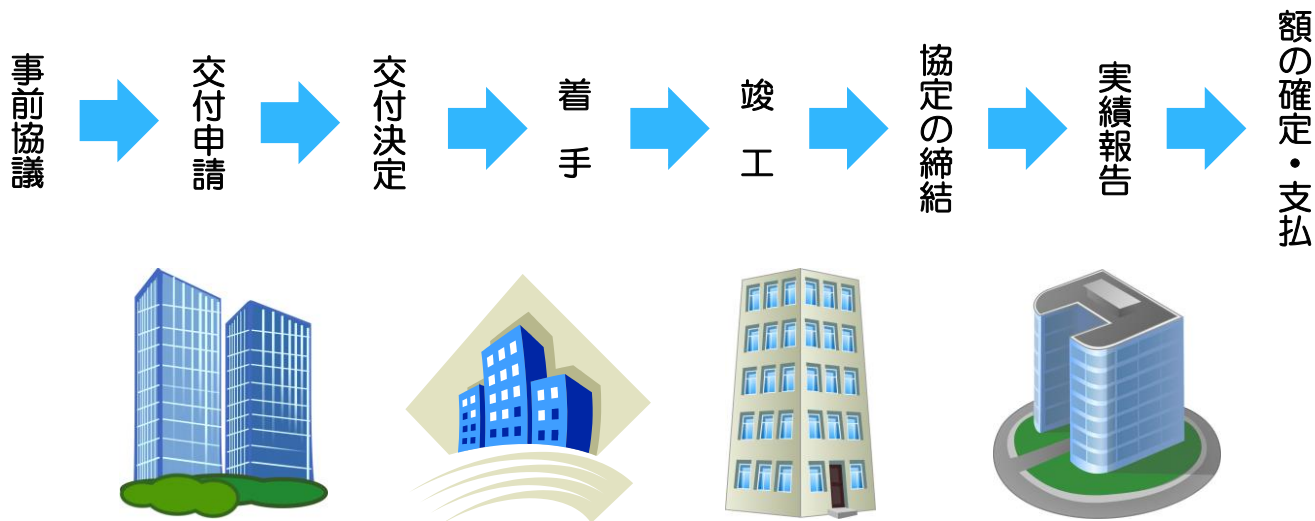 事前協議
交付申請
交付決定
着手
竣工
協定の締結
実績報告
額の確定・支払